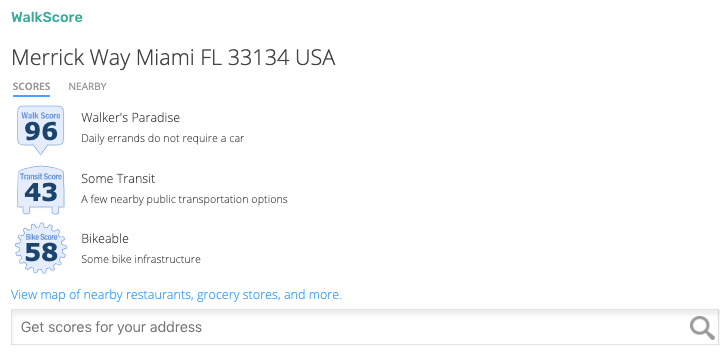 WalkScore
Merrick Way Miami FL 33134 USA
SCORES NEARBY
Walk Score
96
Walker's Paradise
Daily errands do not require a car
Transit Score
43
Some Transit
A few nearby public transportation options
Bike Score
58
Bikeable
Some bike infrastructure
View map of nearby restaurants, grocery stores, and more.
Get scores for your address